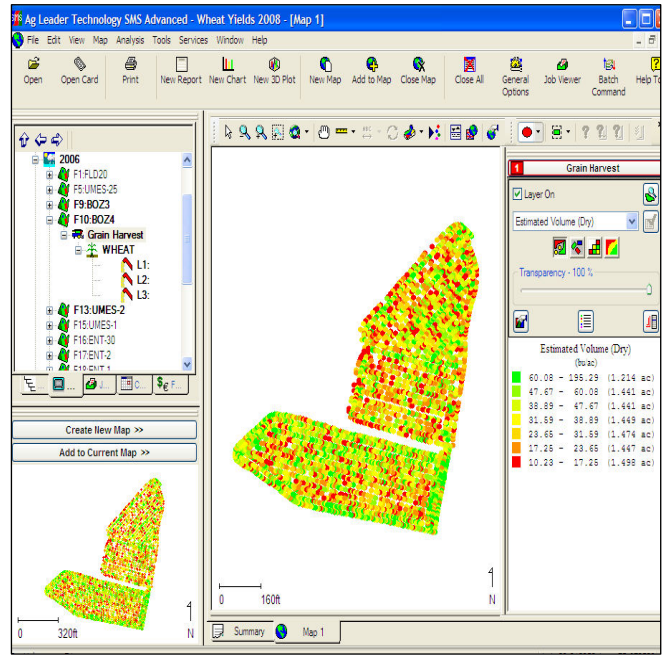 Ag Leader Technology SMS Advanced - Wheat Yields 2008 - [Map 1]
File Edit View Map Analysis Tools Services Window Help
Open Open Card Print New Report New Chart New 3D Plot New Map Add to Map Close Map Close All General Options Job Viewer Batch Command Help To
2006
F1:FLD20
F5:UMES-25
F9:BOZ3
F10:BOZ4
Grain Harvest
WHEAT
L1:
L2:
L3:
F13:UMES-2
F15:UMES-1
F16:ENT-30
F17:ENT-2
F18:ENT-1
E... ... J... C... F...
Create New Map >>
Add to Current Map >>
0 320ft N
0 160ft N
Summary Map 1
1 Grain Harvest
Layer On
Estimated Volume (Dry)
Transparency - 100 %
Estimated Volume (Dry)
(bu/ac)
60.08 - 195.29 (1.214 ac)
47.67 - 60.08 (1.441 ac)
38.89 - 47.67 (1.441 ac)
31.59 - 38.89 (1.449 ac)
23.65 - 31.59 (1.474 ac)
17.25 - 23.65 (1.447 ac)
10.23 - 17.25 (1.498 ac)